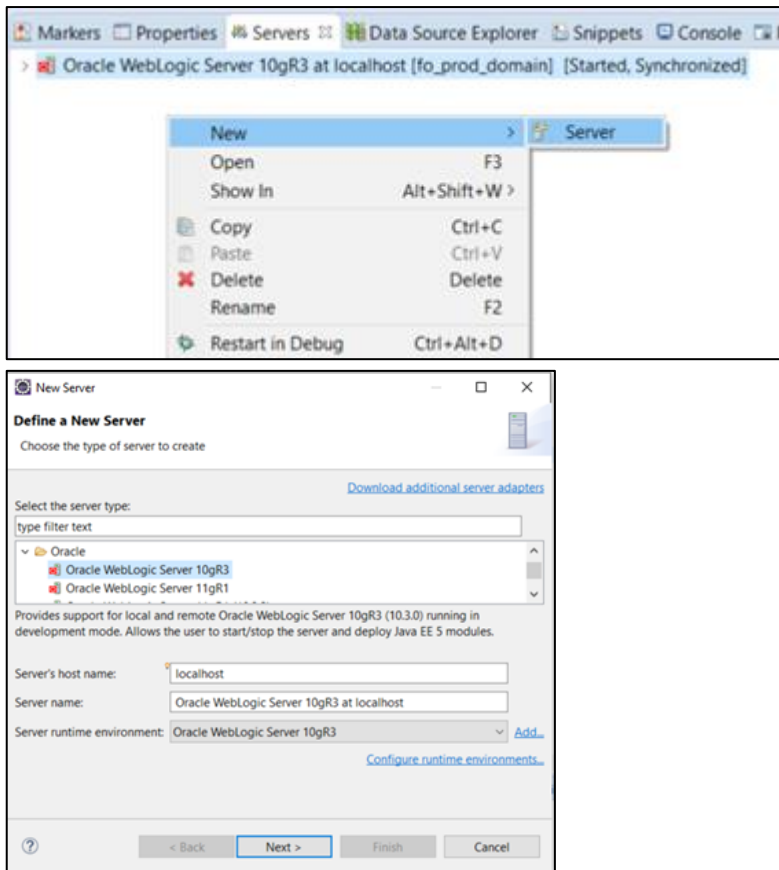 Markers Properties Servers Data Source Explorer Snippets Console
Oracle WebLogic Server 10gR3 at localhost [fo_prod_domain] [Started, Synchronized]
New > Server
Open F3
Show In Alt+Shift+W >
Copy Ctrl+C
Paste Ctrl+V
Delete Delete
Rename F2
Restart in Debug Ctrl+Alt+D
New Server
Define a New Server
Choose the type of server to create
Download additional server adapters
Select the server type:
type filter text
Oracle
Oracle WebLogic Server 10gR3
Oracle WebLogic Server 11gR1
Provides support for local and remote Oracle WebLogic Server 10gR3 (10.3.0) running in
development mode. Allows the user to start/stop the server and deploy Java EE 5 modules.
Server's host name: localhost
Server name: Oracle WebLogic Server 10gR3 at localhost
Server runtime environment: Oracle WebLogic Server 10gR3 Add...
Configure runtime environments...
? < Back Next > Finish Cancel